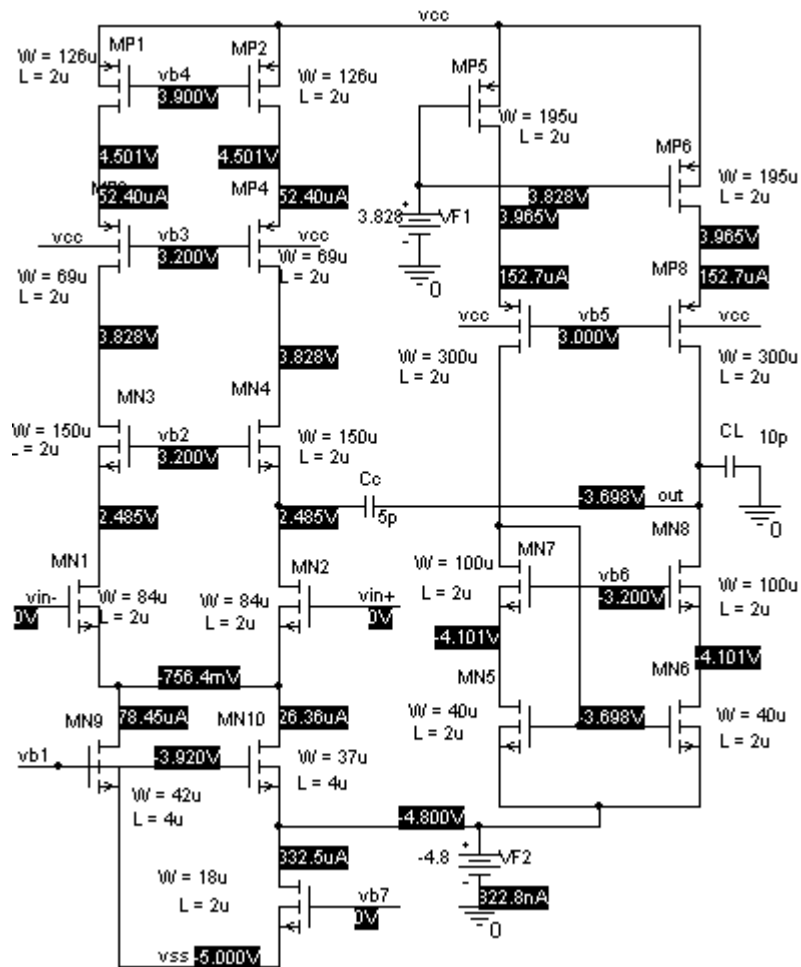 vcc
MP1
MP2
W = 126u
L = 2u
vb4
3.900V
W = 126u
L = 2u
MP5
W = 195u
L = 2u
MP6
W = 195u
L = 2u
4.501V
4.501V
52.40uA
MP4
52.40uA
3.828
VF1
0
3.828V
3.965V
3.965V
vcc
vb3
3.200V
vcc
W = 69u
L = 2u
W = 69u
L = 2u
152.7uA
MP8
152.7uA
vcc
vb5
3.000V
vcc
W = 300u
L = 2u
W = 300u
L = 2u
3.828V
3.828V
MN3
MN4
W = 150u
L = 2u
vb2
3.200V
W = 150u
L = 2u
CL
10p
0
Cc
5p
2.485V
2.485V
-3.698V
out
MN1
MN2
vin-
0V
W = 84u
L = 2u
W = 84u
L = 2u
vin+
0V
W = 100u
L = 2u
MN7
vb6
-3.200V
MN8
W = 100u
L = 2u
-4.101V
-4.101V
-756.4mV
MN9
78.45uA
MN10
26.36uA
MN5
W = 40u
L = 2u
-3.698V
MN6
W = 40u
L = 2u
vb1
-3.920V
W = 42u
L = 4u
W = 37u
L = 4u
-4.800V
-4.8
VF2
822.8nA
0
332.5uA
W = 18u
L = 2u
vb7
0V
vss
-5.000V